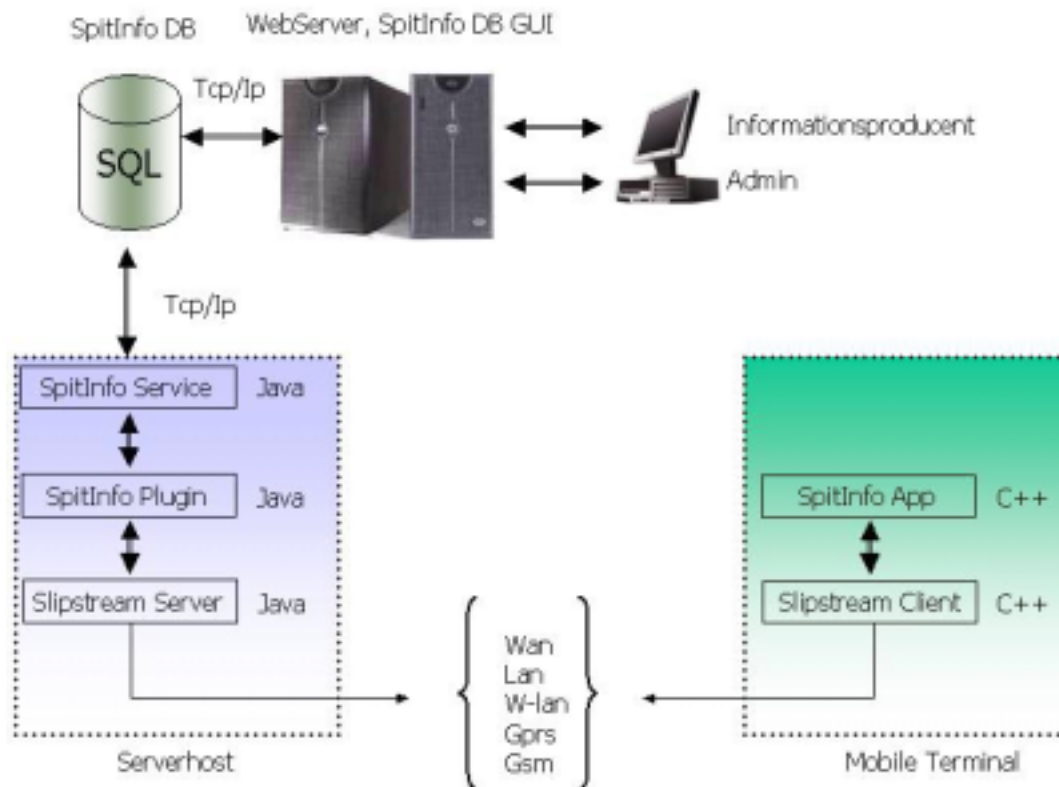 SpitInfo DB
WebServer, SpitInfo DB GUI
Tcp/Ip
SQL
Informationsproducent
Admin
Tcp/Ip
SpitInfo Service
Java
SpitInfo Plugin
Java
SpitInfo App
C++
Slipstream Server
Java
Slipstream Client
C++
Wan
Lan
W-lan
Gprs
Gsm
Serverhost
Mobile Terminal